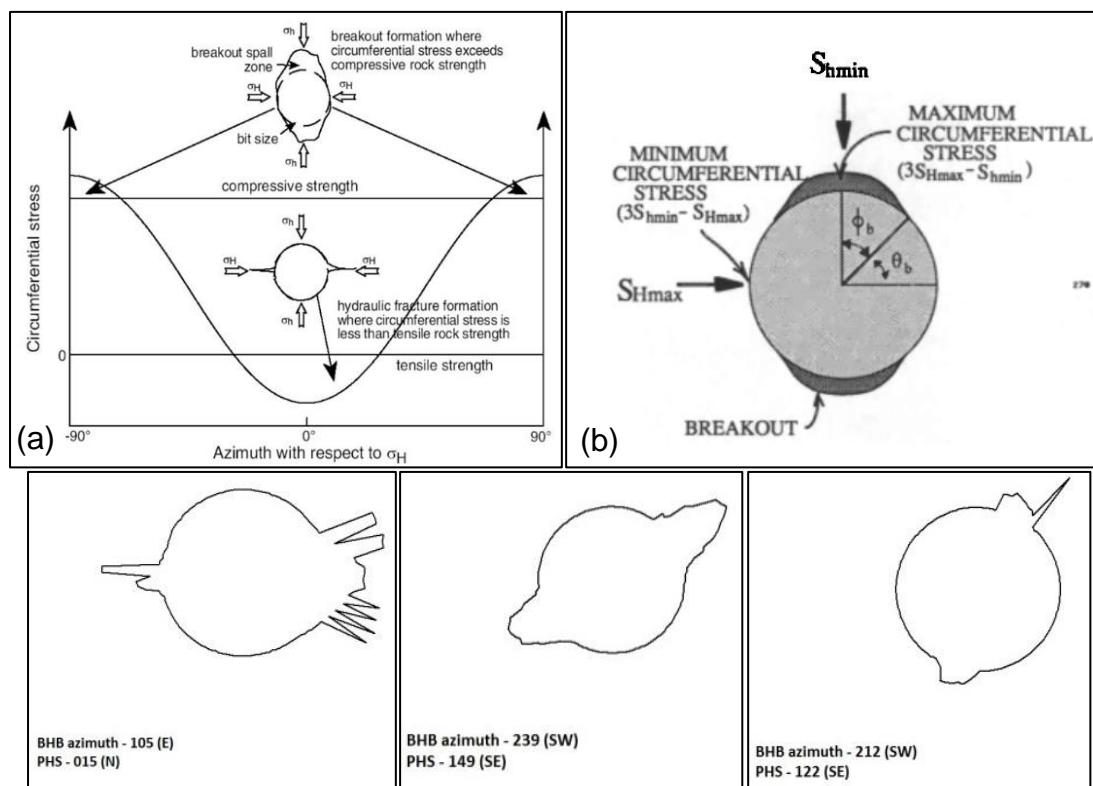 σh
breakout spall
zone
breakout formation where
circumferential stress exceeds
compressive rock strength
σH
σH
bit size
σh
compressive strength
Circumferential stress
σh
σH
σH
σh
hydraulic fracture formation
where circumferential stress is
less than tensile rock strength
0
tensile strength
(a)
-90°
0°
90°
Azimuth with respect to σH
Shmin
MAXIMUM
CIRCUMFERENTIAL
STRESS
(3SHmax-Shmin)
MINIMUM
CIRCUMFERENTIAL
STRESS
(3Shmin-SHmax)
ϕb
θb
SHmax
270
BREAKOUT
(b)
BHB azimuth - 105 (E)
PHS - 015 (N)
BHB azimuth - 239 (SW)
PHS - 149 (SE)
BHB azimuth - 212 (SW)
PHS - 122 (SE)